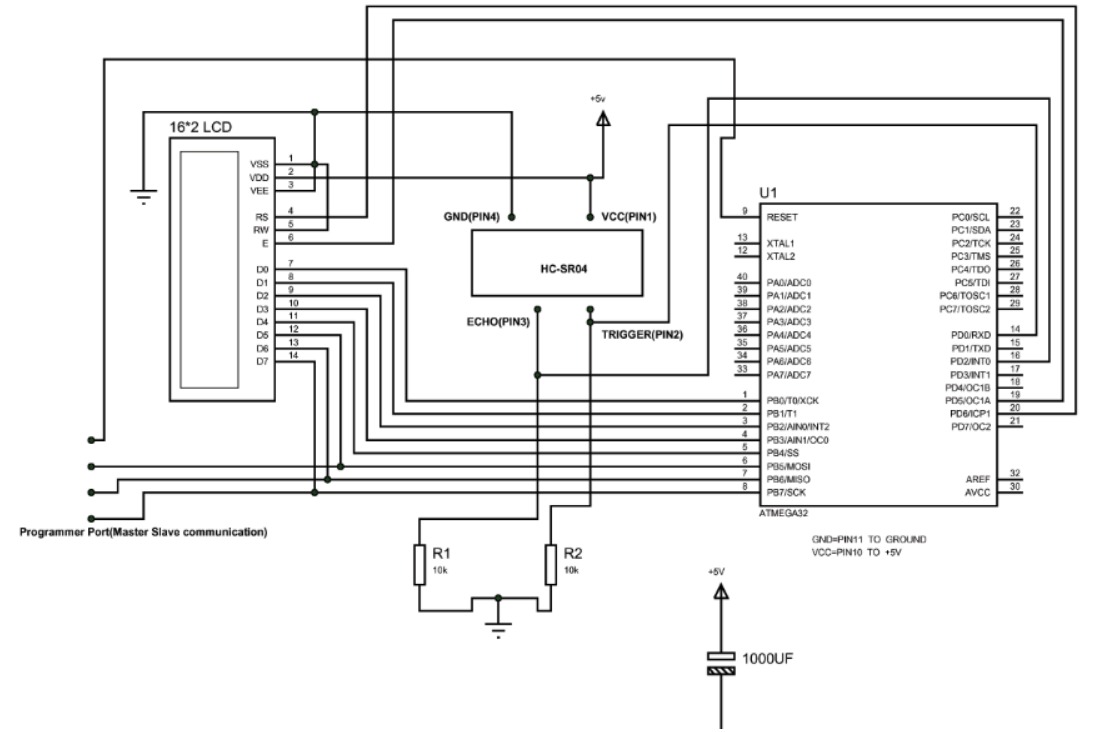 16*2 LCD
VSS 1
VDD 2
VEE 3
RS 4
RW 5
E 6
D0 7
D1 8
D2 9
D3 10
D4 11
D5 12
D6 13
D7 14
+5v
GND(PIN4)
VCC(PIN1)
HC-SR04
ECHO(PIN3)
TRIGGER(PIN2)
U1
9 RESET
13 XTAL1
12 XTAL2
40 PA0/ADC0
39 PA1/ADC1
38 PA2/ADC2
37 PA3/ADC3
36 PA4/ADC4
35 PA5/ADC5
34 PA6/ADC6
33 PA7/ADC7
1 PB0/T0/XCK
2 PB1/T1
3 PB2/AIN0/INT2
4 PB3/AIN1/OC0
5 PB4/SS
6 PB5/MOSI
7 PB6/MISO
8 PB7/SCK
PC0/SCL 22
PC1/SDA 23
PC2/TCK 24
PC3/TMS 25
PC4/TDO 26
PC5/TDI 27
PC6/TOSC1 28
PC7/TOSC2 29
PD0/RXD 14
PD1/TXD 15
PD2/INT0 16
PD3/INT1 17
PD4/OC1B 18
PD5/OC1A 19
PD6/ICP1 20
PD7/OC2 21
AREF 32
AVCC 30
ATMEGA32
Programmer Port(Master Slave communication)
GND=PIN11 TO GROUND
VCC=PIN10 TO +5V
R1
10k
R2
10k
+5V
1000UF